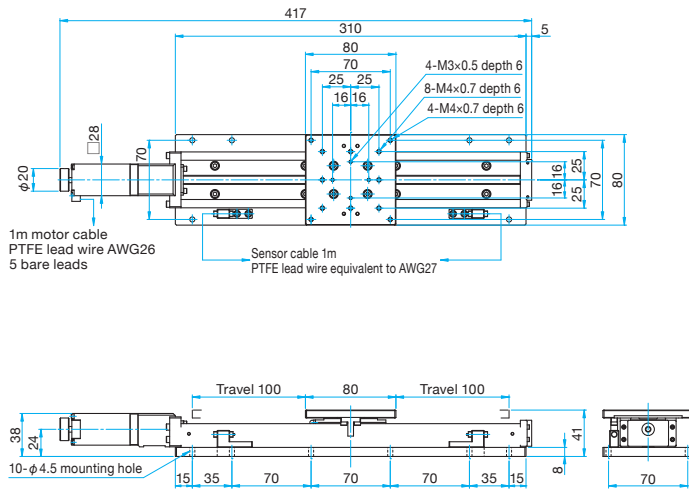 417
310
5
80
70
25 25
16 16
4-M3×0.5 depth 6
8-M4×0.7 depth 6
4-M4×0.7 depth 6
φ20
□28
70
16 16
25
25
70
80
1m motor cable
PTFE lead wire AWG26
5 bare leads
Sensor cable 1m
PTFE lead wire equivalent to AWG27
Travel 100
80
Travel 100
38
24
41
8
10-φ4.5 mounting hole
15 35 70 70 70 35 15
70